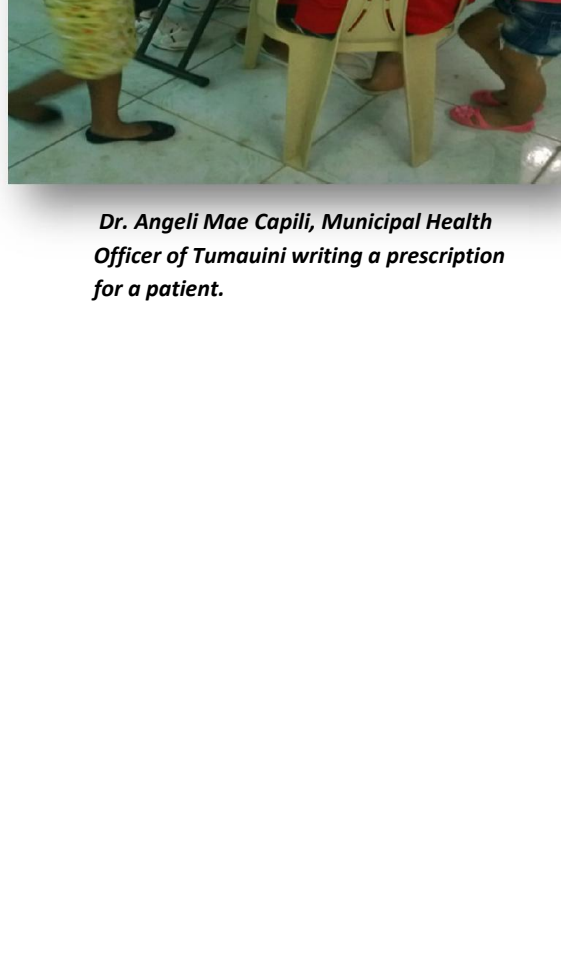 Dr. Angeli Mae Capili, Municipal Health
Officer of Tumauini writing a prescription
for a patient.